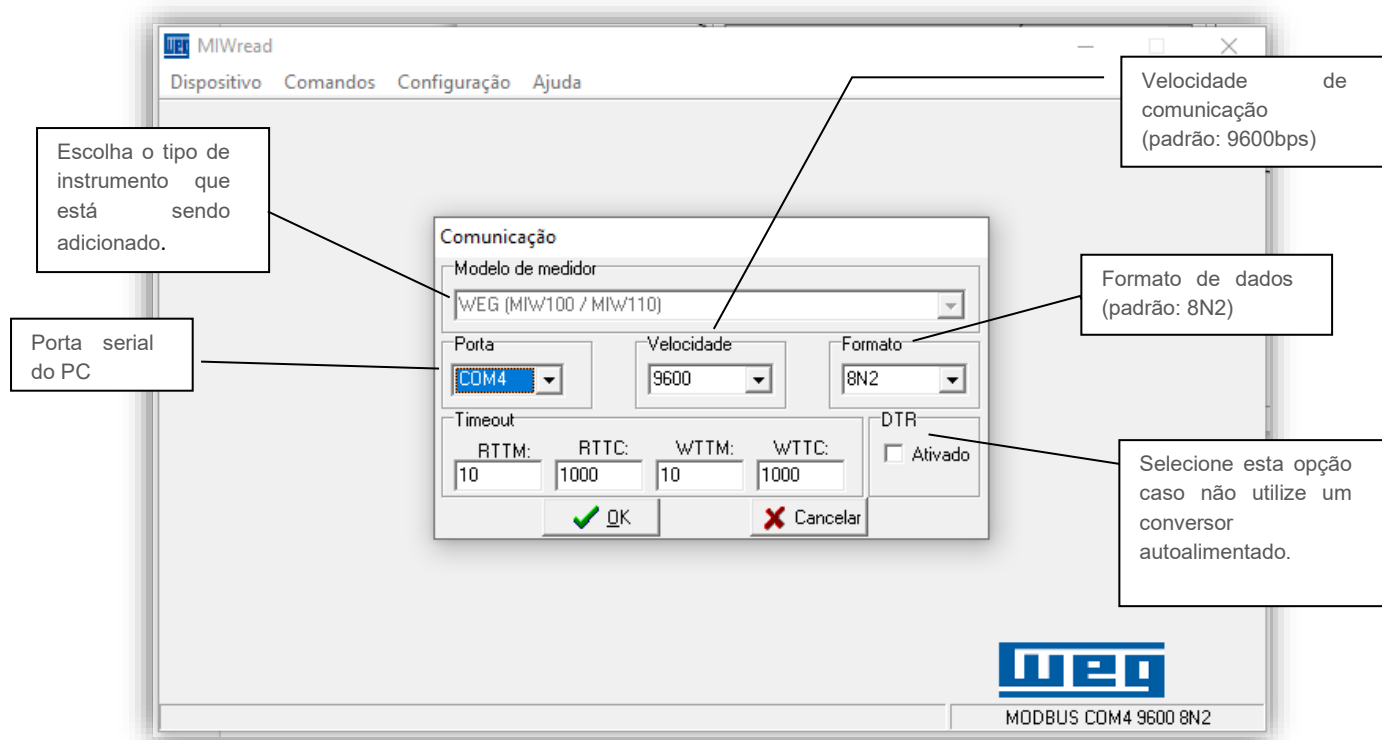 weg MIWread
Dispositivo Comandos Configuração Ajuda
Velocidade de
comunicação
(padrão: 9600bps)
Escolha o tipo de
instrumento que
está sendo
adicionado.
Comunicação
Modelo de medidor
WEG (MIW100 / MIW110)
Formato de dados
(padrão: 8N2)
Porta serial
do PC
Porta Velocidade Formato
COM4 9600 8N2
Timeout DTR
RTTM: RTTC: WTTM: WTTC: Ativado
10 1000 10 1000
OK Cancelar
Selecione esta opção
caso não utilize um
conversor
autoalimentado.
weg
MODBUS COM4 9600 8N2